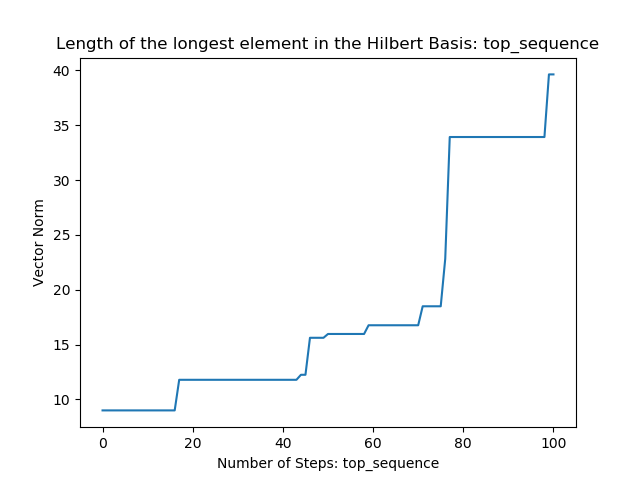 Length of the longest element in the Hilbert Basis: top_sequence
40
35
30
25
20
15
10
Vector Norm
0 20 40 60 80 100
Number of Steps: top_sequence